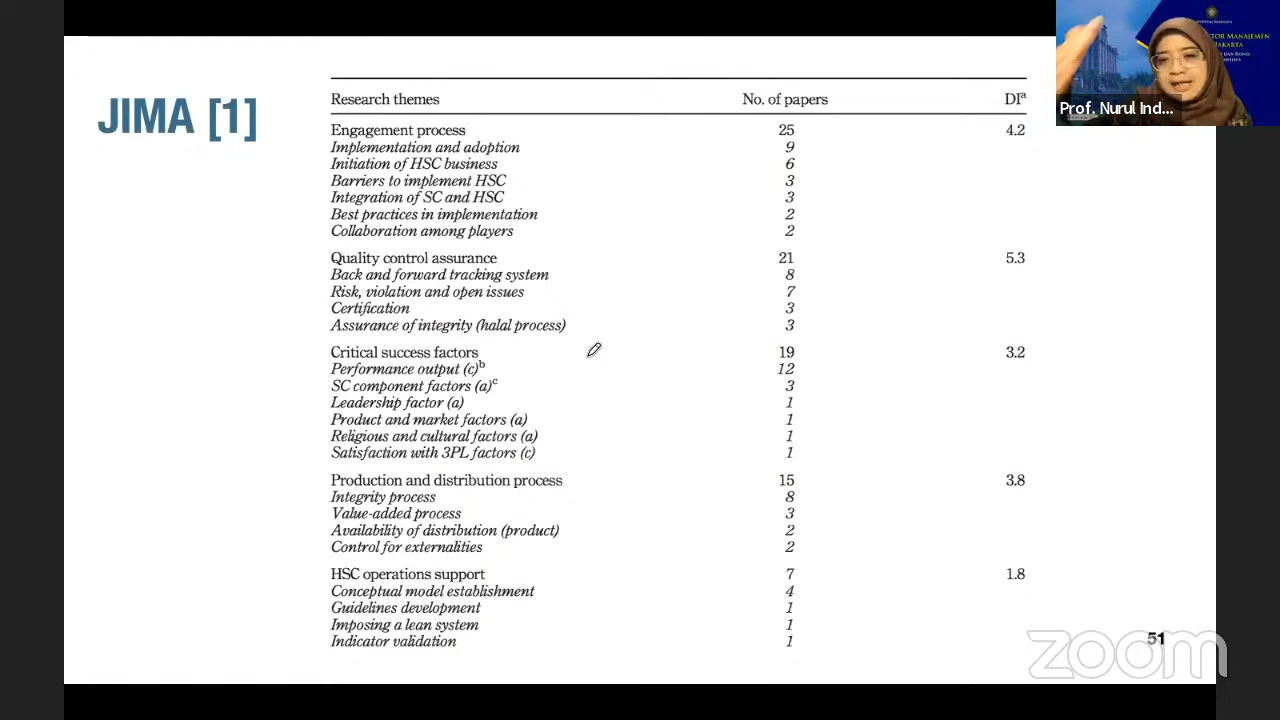 JIMA [1]
Research themes No. of papers DIᵃ
Engagement process 25 4.2
Implementation and adoption 9
Initiation of HSC business 6
Barriers to implement HSC 3
Integration of SC and HSC 3
Best practices in implementation 2
Collaboration among players 2
Quality control assurance 21 5.3
Back and forward tracking system 8
Risk, violation and open issues 7
Certification 3
Assurance of integrity (halal process) 3
Critical success factors 19 3.2
Performance output (c)ᵇ 12
SC component factors (a)ᶜ 3
Leadership factor (a) 1
Product and market factors (a) 1
Religious and cultural factors (a) 1
Satisfaction with 3PL factors (c) 1
Production and distribution process 15 3.8
Integrity process 8
Value-added process 3
Availability of distribution (product) 2
Control for externalities 2
HSC operations support 7 1.8
Conceptual model establishment 4
Guidelines development 1
Imposing a lean system 1
Indicator validation 1
51
zoom
TOR MANAJEMEN
Prof. Nurul Ind...